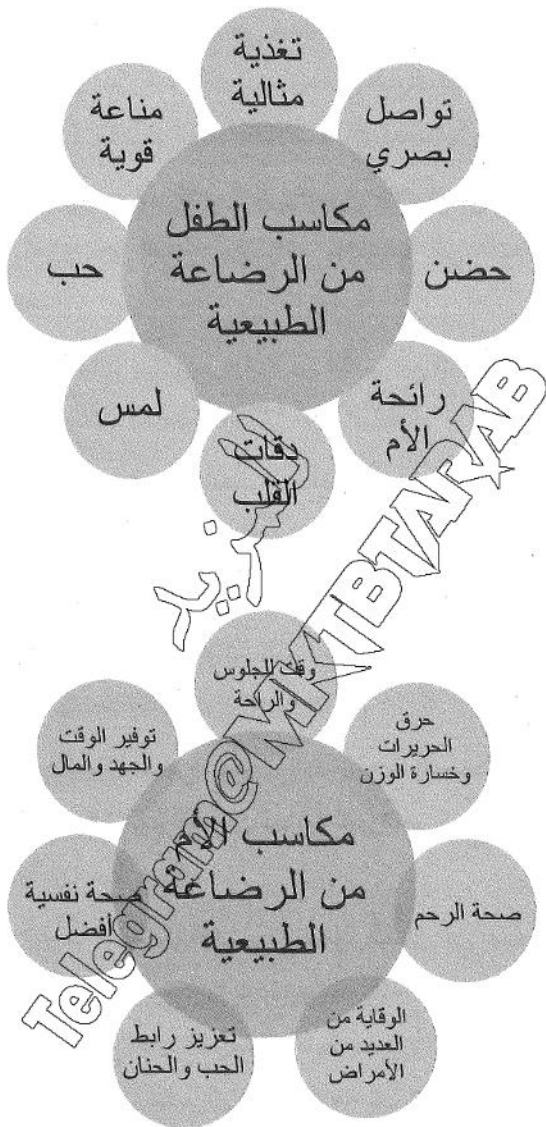 تغذية
مثالية
تواصل
بصري
حضن
رائحة
الأم
دقات
القلب
لمس
حب
مناعة
قوية
مكاسب الطفل
من الرضاعة
الطبيعية
وقت للجلوس
والراحة
حرق
الحريرات
وخسارة الوزن
صحة الرحم
الوقاية من
العديد من
الأمراض
تعزيز رابط
الحب والحنان
صحة نفسية
أفضل
توفير الوقت
والجهد والمال
مكاسب الأم
من الرضاعة
الطبيعية
للمزيد
Telegram@MKTBTARAB